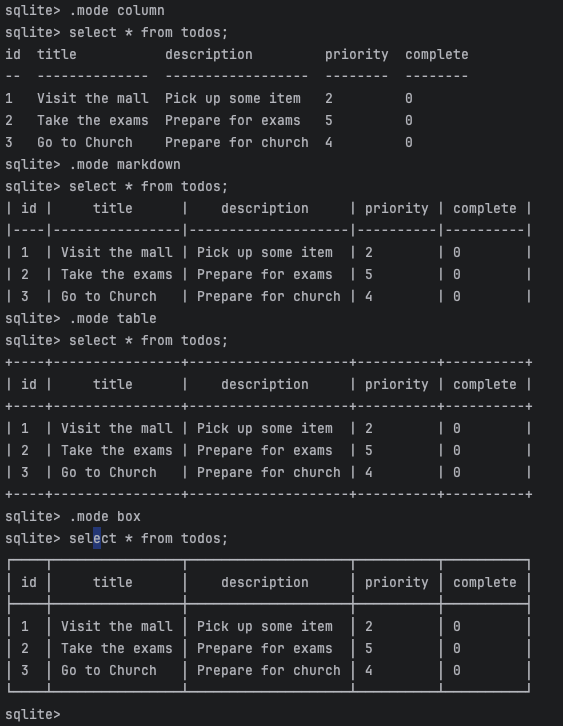 sqlite> .mode column
sqlite> select * from todos;
id  title           description         priority  complete
--  --------------  ------------------  --------  --------
1   Visit the mall  Pick up some item   2         0
2   Take the exams  Prepare for exams   5         0
3   Go to Church    Prepare for church  4         0
sqlite> .mode markdown
sqlite> select * from todos;
| id |     title      |    description     | priority | complete |
|----|----------------|--------------------|----------|----------|
| 1  | Visit the mall | Pick up some item  | 2        | 0        |
| 2  | Take the exams | Prepare for exams  | 5        | 0        |
| 3  | Go to Church   | Prepare for church | 4        | 0        |
sqlite> .mode table
sqlite> select * from todos;
+----+----------------+--------------------+----------+----------+
| id |     title      |    description     | priority | complete |
+----+----------------+--------------------+----------+----------+
| 1  | Visit the mall | Pick up some item  | 2        | 0        |
| 2  | Take the exams | Prepare for exams  | 5        | 0        |
| 3  | Go to Church   | Prepare for church | 4        | 0        |
+----+----------------+--------------------+----------+----------+
sqlite> .mode box
sqlite> select * from todos;
┌────┬────────────────┬────────────────────┬──────────┬──────────┐
│ id │     title      │    description     │ priority │ complete │
├────┼────────────────┼────────────────────┼──────────┼──────────┤
│ 1  │ Visit the mall │ Pick up some item  │ 2        │ 0        │
│ 2  │ Take the exams │ Prepare for exams  │ 5        │ 0        │
│ 3  │ Go to Church   │ Prepare for church │ 4        │ 0        │
└────┴────────────────┴────────────────────┴──────────┴──────────┘
sqlite>